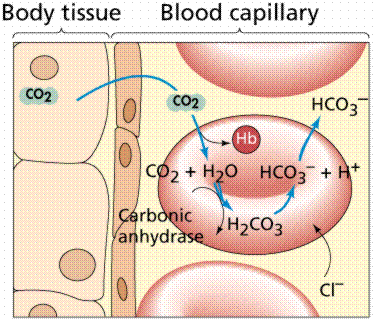 Body tissue
Blood capillary
CO₂
CO₂
HCO₃⁻
Hb
CO₂ + H₂O
HCO₃⁻ + H⁺
Carbonic
anhydrase
H₂CO₃
Cl⁻